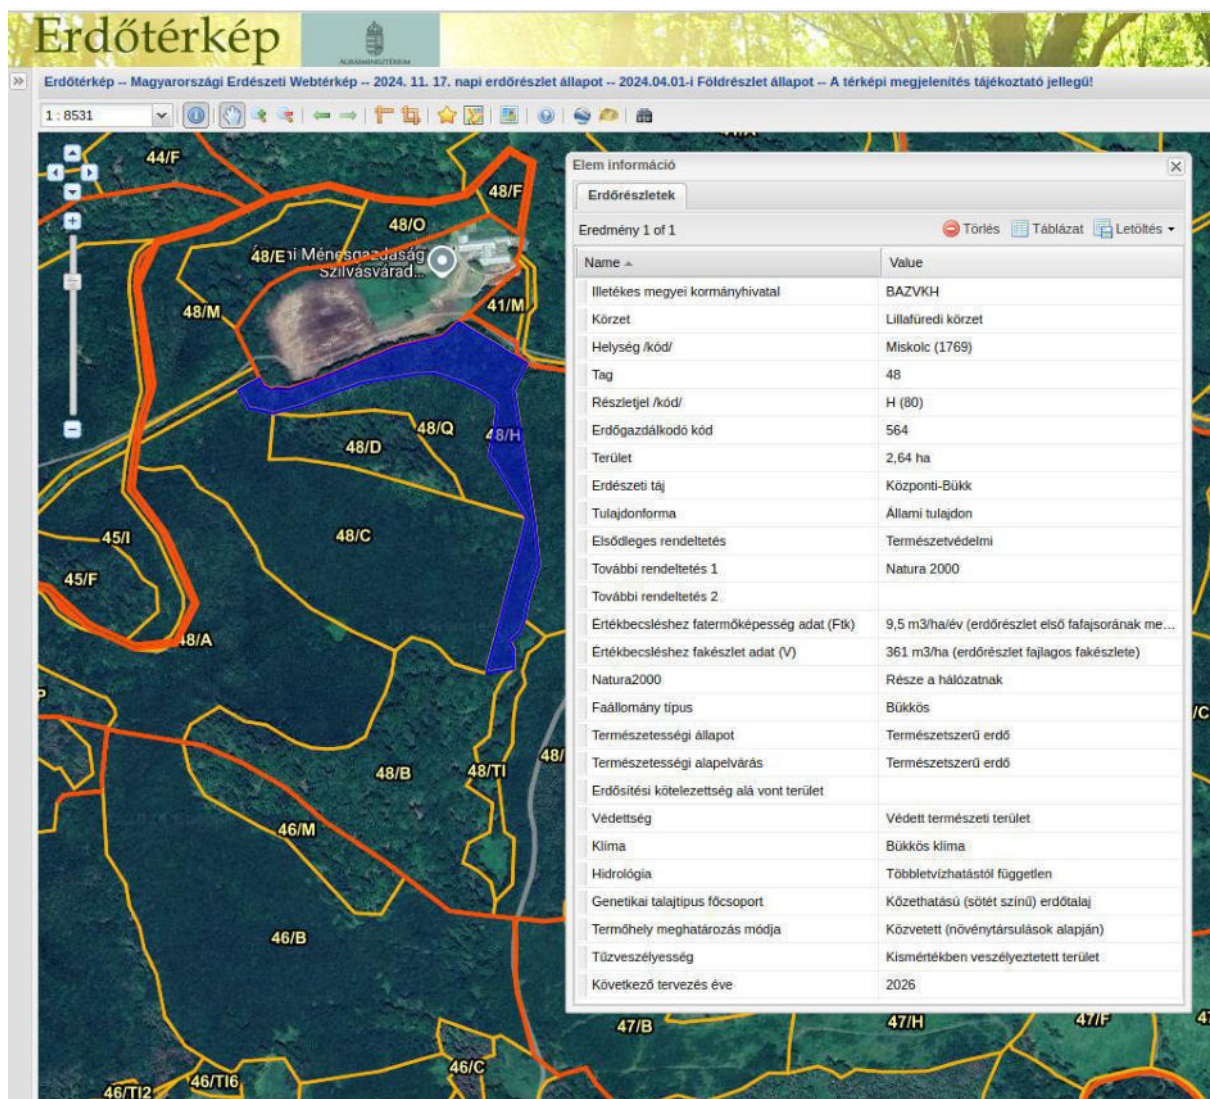 Erdőtérkép
AGRÁRMINISZTÉRIUM
Erdőtérkép -- Magyarországi Erdészeti Webtérkép -- 2024. 11. 17. napi erdőrészlet állapot -- 2024.04.01-i Földrészlet állapot -- A térképi megjelenítés tájékoztató jellegű!
1 : 8531
44/F
48/F
48/O
48/E
Ménesgazdaság
Szilvásvárad...
48/M
41/M
48/Q
48/H
48/D
45/I
48/C
45/F
48/A
48/B
48/TI
46/M
46/B
46/C
46/TI6
46/TI2
47/B
47/H
47/F
Elem információ
Erdőrészletek
Eredmény 1 of 1
Törlés
Táblázat
Letöltés
Name Value
Illetékes megyei kormányhivatal BAZVKH
Körzet Lillafüredi körzet
Helység /kód/ Miskolc (1769)
Tag 48
Részletjel /kód/ H (80)
Erdőgazdálkodó kód 564
Terület 2,64 ha
Erdészeti táj Központi-Bükk
Tulajdonforma Állami tulajdon
Elsődleges rendeltetés Természetvédelmi
További rendeltetés 1 Natura 2000
További rendeltetés 2
Értékbecsléshez fatermőképesség adat (Ftk) 9,5 m3/ha/év (erdőrészlet első fafajsorának me...
Értékbecsléshez fakészlet adat (V) 361 m3/ha (erdőrészlet fajlagos fakészlete)
Natura2000 Része a hálózatnak
Faállomány típus Bükkös
Természetességi állapot Természetszerű erdő
Természetességi alapelvárás Természetszerű erdő
Erdősítési kötelezettség alá vont terület
Védettség Védett természeti terület
Klíma Bükkös klíma
Hidrológia Többletvízhatástól független
Genetikai talajtípus főcsoport Kőzethatású (sötét színű) erdőtalaj
Termőhely meghatározás módja Közvetett (növénytársulások alapján)
Tűzveszélyesség Kismértékben veszélyeztetett terület
Következő tervezés éve 2026